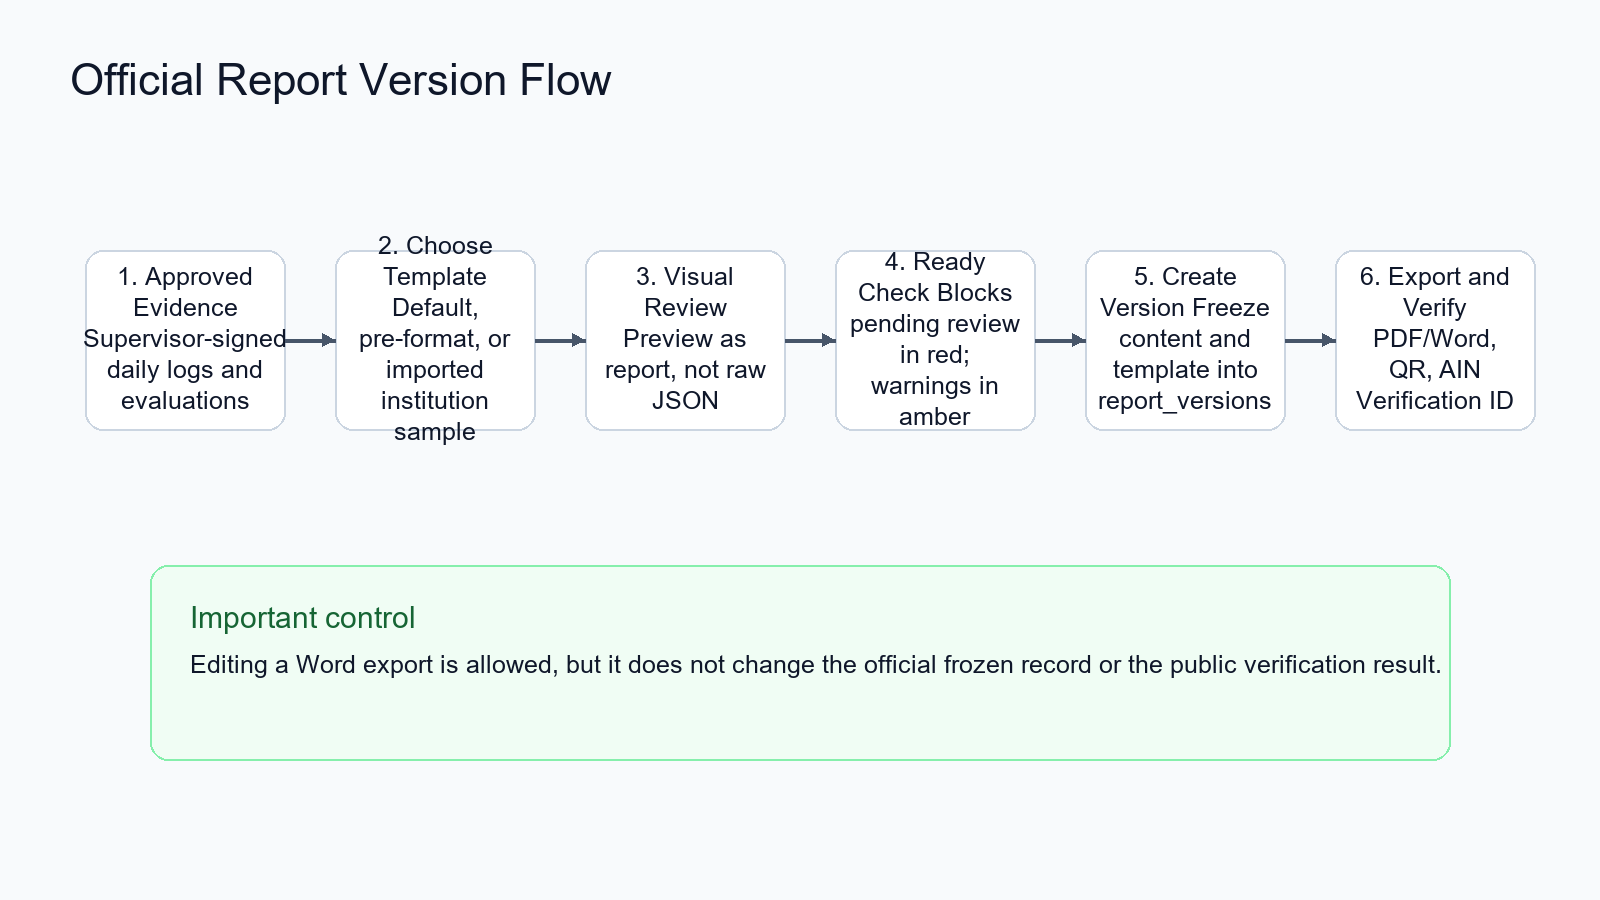 Official Report Version Flow
1. Approved
Evidence
Supervisor-signed
daily logs and
evaluations
2. Choose
Template
Default,
pre-format, or
imported
institution
sample
3. Visual
Review
Preview as
report, not raw
JSON
4. Ready
Check Blocks
pending review
in red;
warnings in
amber
5. Create
Version Freeze
content and
template into
report_versions
6. Export and
Verify
PDF/Word,
QR, AIN
Verification ID
Important control
Editing a Word export is allowed, but it does not change the official frozen record or the public verification result.